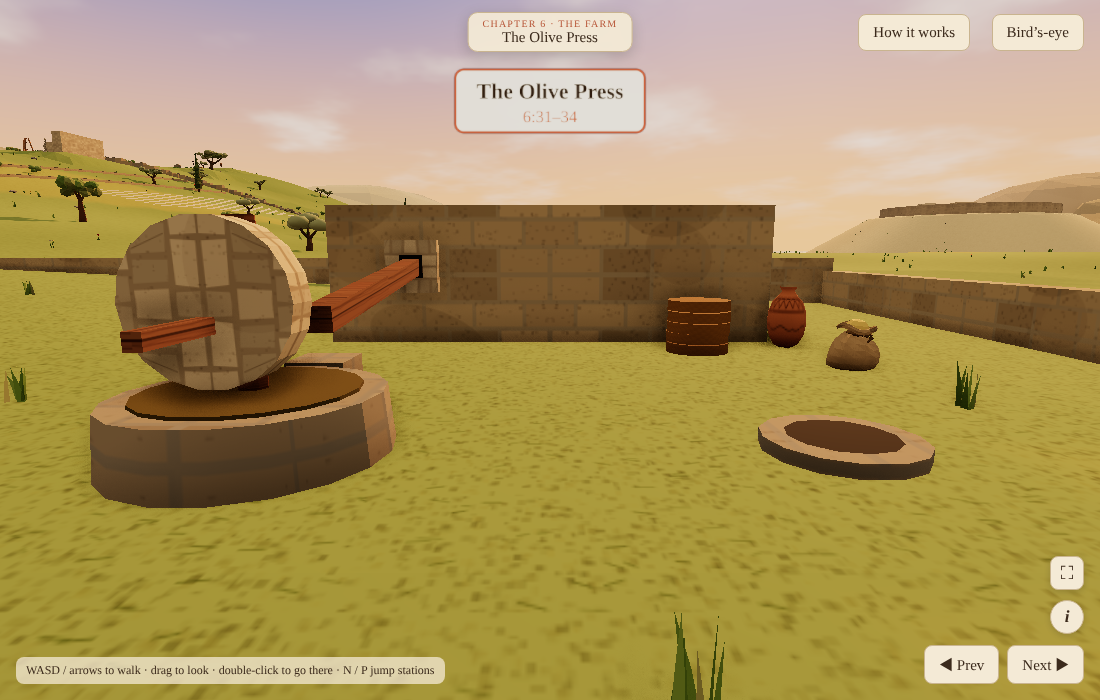 CHAPTER 6 · THE FARM
The Olive Press
How it works
Bird's-eye
The Olive Press
6:31–34
i
WASD / arrows to walk · drag to look · double-click to go there · N / P jump stations
◀ Prev
Next ▶